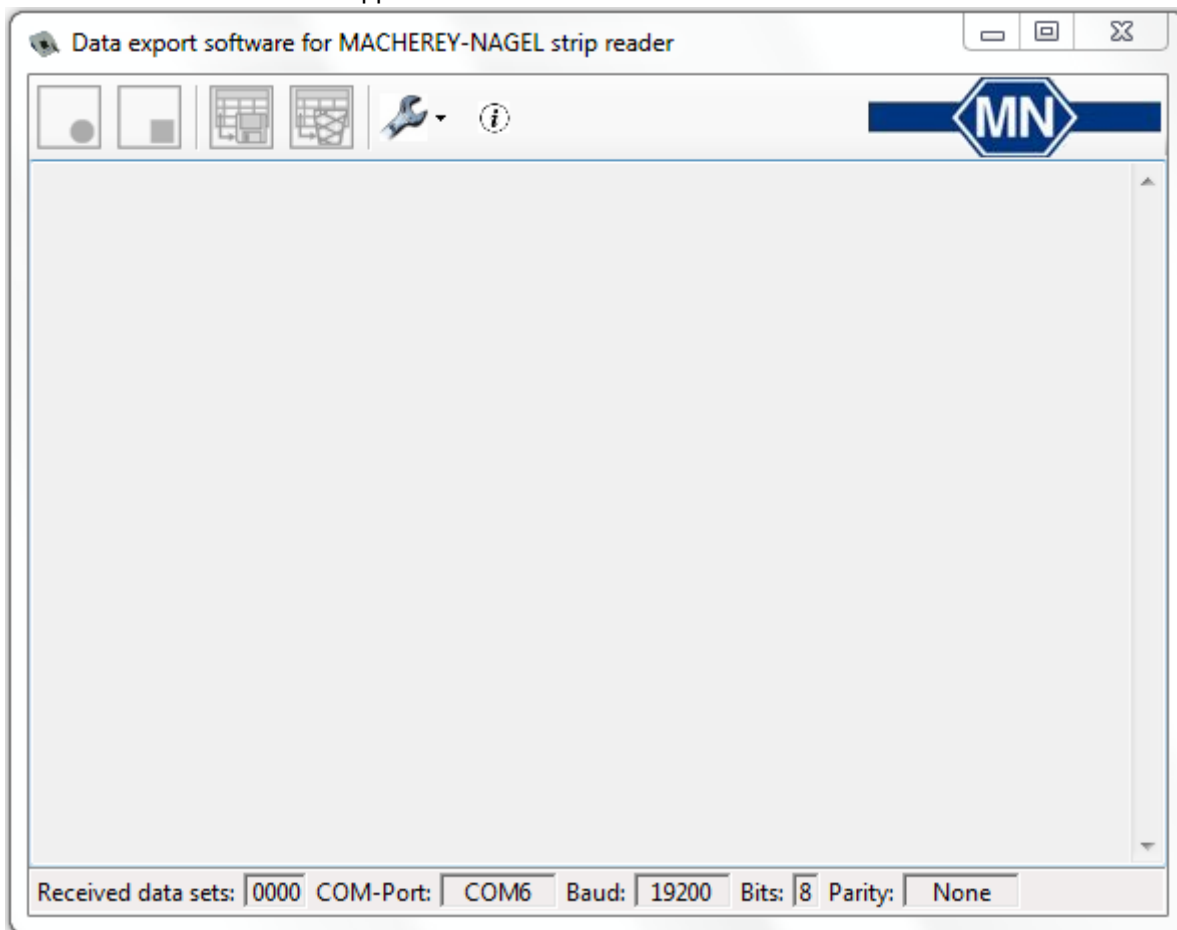 Data export software for MACHEREY-NAGEL strip reader
i
MN
Received data sets: 0000 COM-Port: COM6 Baud: 19200 Bits: 8 Parity: None